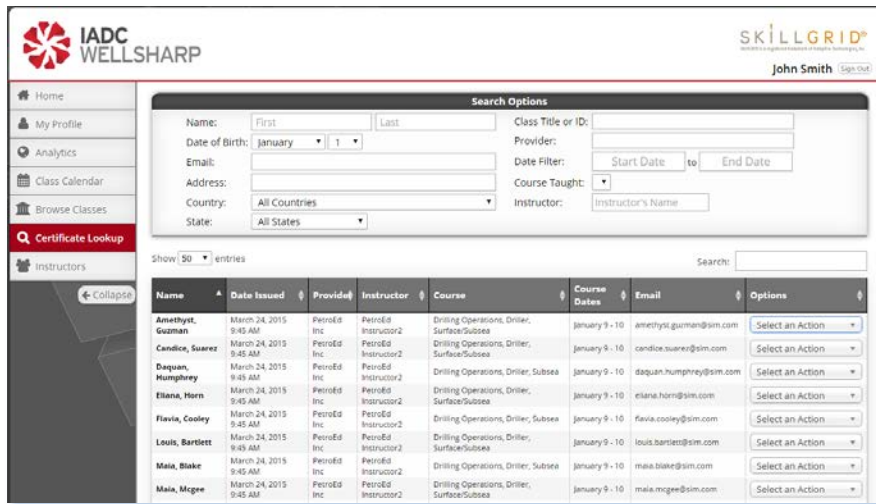 IADC
WELLSHARP
SKILLGRID®
John Smith Sign Out
Home
My Profile
Analytics
Class Calendar
Browse Classes
Certificate Lookup
Instructors
Collapse
Search Options
Name: First Last
Date of Birth: January 1
Email:
Address:
Country: All Countries
State: All States
Class Title or ID:
Provider:
Date Filter: Start Date to End Date
Course Taught:
Instructor: Instructor's Name
Show 50 entries
Search:
Name Date Issued Provider Instructor Course Course Dates Email Options
Amethyst, Guzman March 24, 2015 9:45 AM PetroEd Inc PetroEd Instructor2 Drilling Operations, Driller, Surface/Subsea January 9 - 10 amethyst.guzman@sim.com Select an Action
Candice, Suarez March 24, 2015 9:45 AM PetroEd Inc PetroEd Instructor2 Drilling Operations, Driller, Surface/Subsea January 9 - 10 candice.suarez@sim.com Select an Action
Daquan, Humphrey March 24, 2015 9:45 AM PetroEd Inc PetroEd Instructor2 Drilling Operations, Driller, Subsea January 9 - 10 daquan.humphrey@sim.com Select an Action
Eliana, Horn March 24, 2015 9:45 AM PetroEd Inc PetroEd Instructor2 Drilling Operations, Driller, Surface/Subsea January 9 - 10 eliana.horn@sim.com Select an Action
Flavia, Cooley March 24, 2015 9:45 AM PetroEd Inc PetroEd Instructor2 Drilling Operations, Driller, Subsea January 9 - 10 flavia.cooley@sim.com Select an Action
Louis, Bartlett March 24, 2015 9:45 AM PetroEd Inc PetroEd Instructor2 Drilling Operations, Driller, Surface/Subsea January 9 - 10 louis.bartlett@sim.com Select an Action
Maia, Blake March 24, 2015 9:45 AM PetroEd Inc PetroEd Instructor2 Drilling Operations, Driller, Subsea January 9 - 10 maia.blake@sim.com Select an Action
Maia, Mcgee March 24, 2015 9:45 AM PetroEd Inc PetroEd Instructor2 Drilling Operations, Driller, Surface/Subsea January 9 - 10 maia.mcgee@sim.com Select an Action